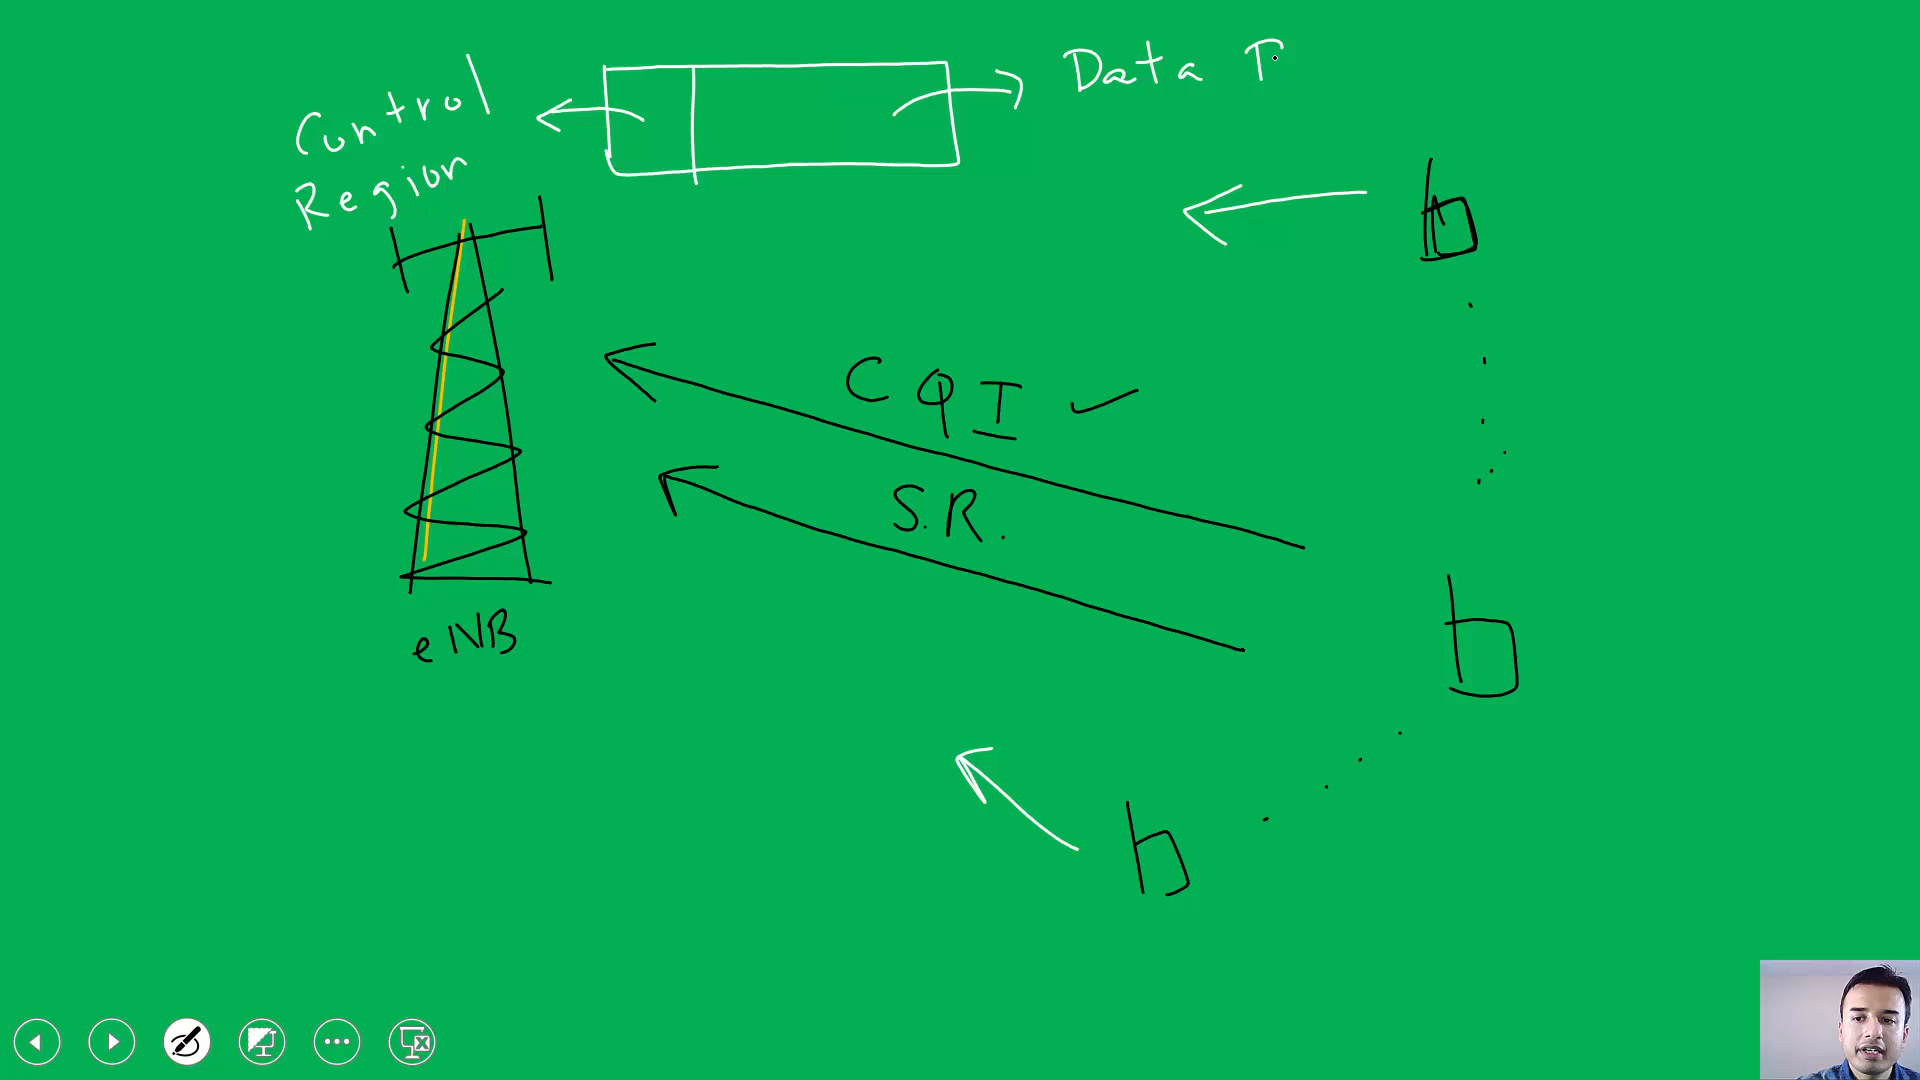 Control
Region
Data
CQI
S.R.
eNB